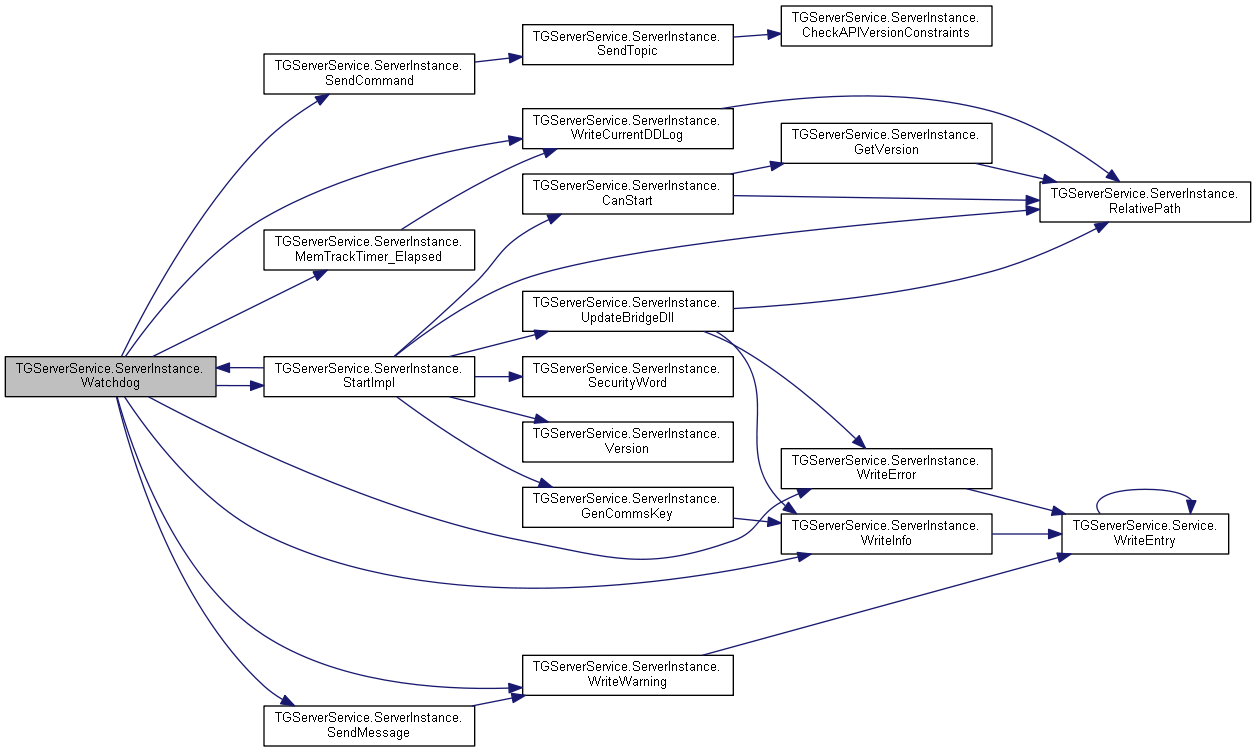 TGServerService.ServerInstance.
Watchdog
TGServerService.ServerInstance.
SendCommand
TGServerService.ServerInstance.
MemTrackTimer_Elapsed
TGServerService.ServerInstance.
StartImpl
TGServerService.ServerInstance.
SendMessage
TGServerService.ServerInstance.
SendTopic
TGServerService.ServerInstance.
WriteCurrentDDLog
TGServerService.ServerInstance.
CanStart
TGServerService.ServerInstance.
UpdateBridgeDll
TGServerService.ServerInstance.
SecurityWord
TGServerService.ServerInstance.
Version
TGServerService.ServerInstance.
GenCommsKey
TGServerService.ServerInstance.
WriteWarning
TGServerService.ServerInstance.
CheckAPIVersionConstraints
TGServerService.ServerInstance.
GetVersion
TGServerService.ServerInstance.
WriteError
TGServerService.ServerInstance.
WriteInfo
TGServerService.ServerInstance.
RelativePath
TGServerService.Service.
WriteEntry